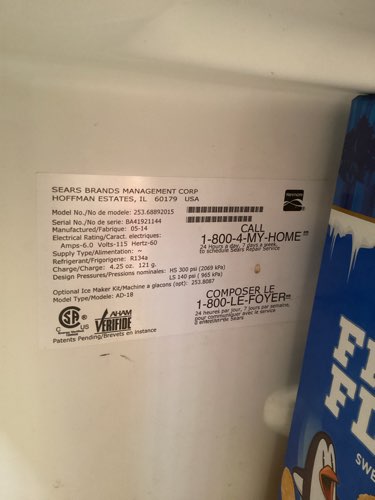 SEARS BRANDS MANAGEMENT CORP
HOFFMAN ESTATES, IL 60179 USA
Model No./No de modele: 253.68892015
Serial No./No de série: BA41921144
Manufactured/Fabrique: 05-14
Electrical Rating/Caract. electriques:
Amps-6.0 Volts-115 Hertz-60
Supply Type/Alimentation: ~
Refrigerant/Frigorigene: R134a
Charge/Charge: 4.25 oz. 121 g.
Design Pressures/Pressions nominales: HS 300 psi (2069 kPa)
LS 140 psi ( 965 kPa)
Optional Ice Maker Kit/Machine a glacons (opt): 253.8067
Model Type/Modele: AD-18
CALL
1-800-4-MY-HOME
24 Hours a day, 7 days a week,
to schedule Sears Repair Service
COMPOSER LE
1-800-LE-FOYER
24 heures par jour, 7 jours par semaine,
pour communiquer avec le service
SA
C US
AHAM
VERIFIDE
Patents Pending/Brevets en instance
SWE